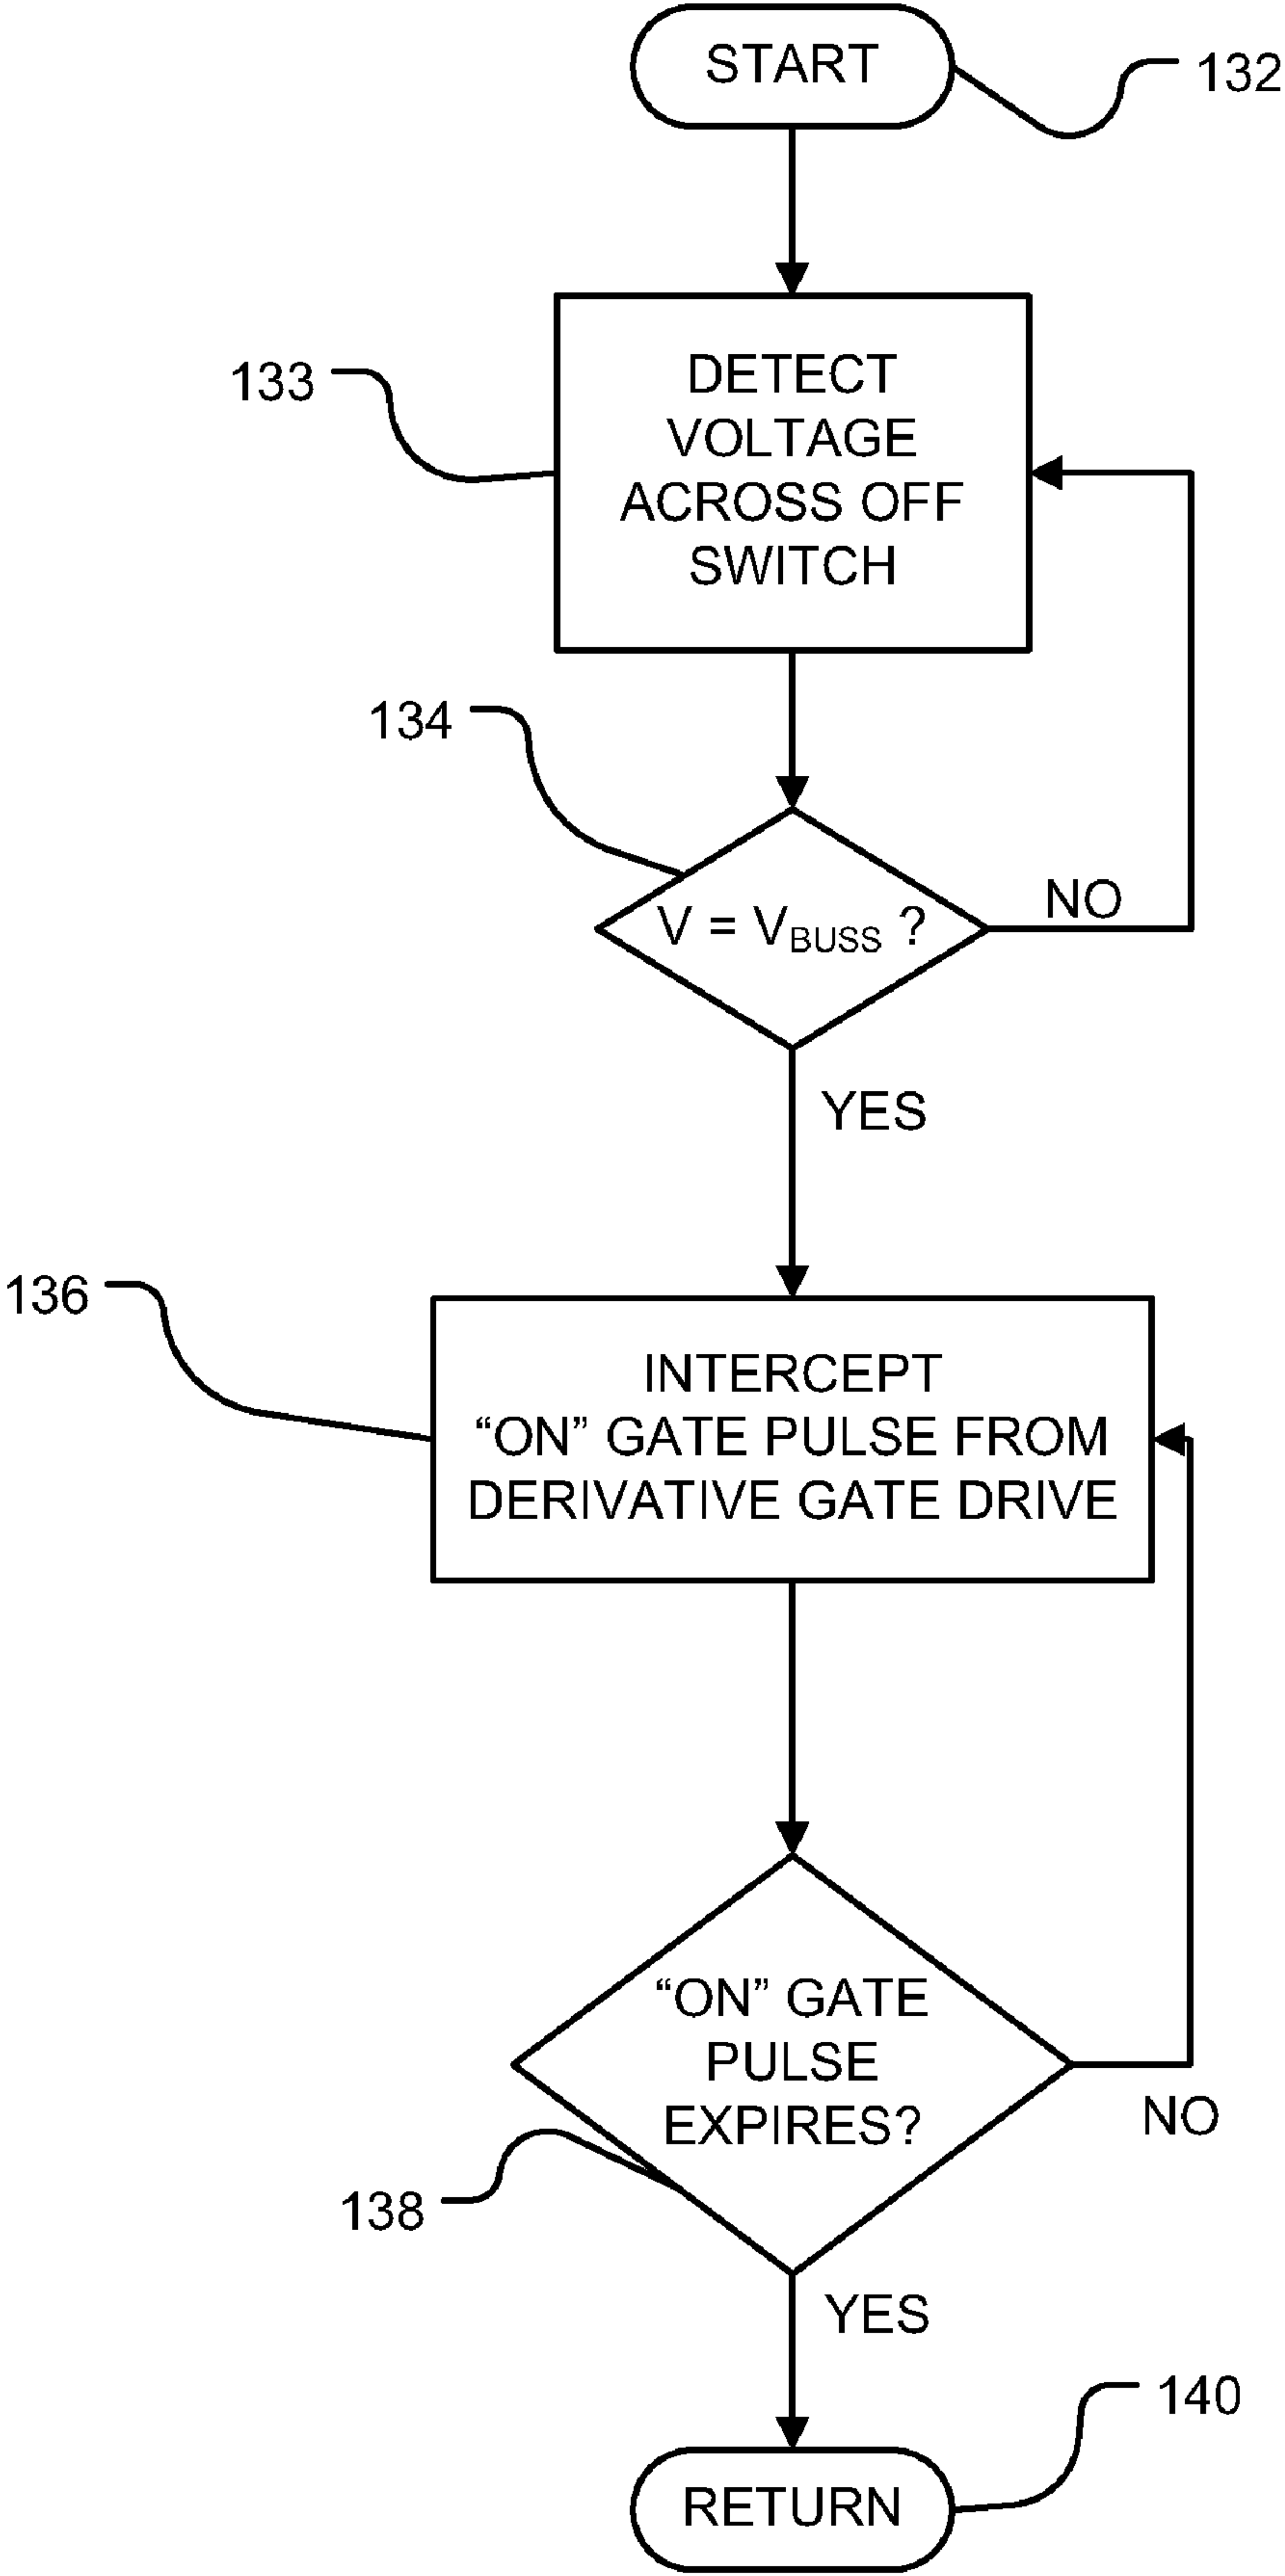 START
132
133
DETECT
VOLTAGE
ACROSS OFF
SWITCH
134
V = VBUSS ?
NO
YES
136
INTERCEPT
“ON” GATE PULSE FROM
DERIVATIVE GATE DRIVE
“ON” GATE
PULSE
EXPIRES?
NO
138
YES
140
RETURN